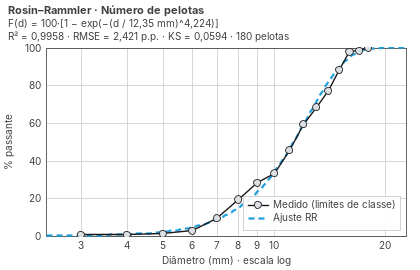 Rosin–Rammler · Número de pelotas
F(d) = 100·[1 − exp(−(d / 12,35 mm)^4,224)]
R² = 0,9958 · RMSE = 2,421 p.p. · KS = 0,0594 · 180 pelotas
100
80
60
40
20
0
% passante
Medido (limites de classe)
Ajuste RR
3 4 5 6 7 8 9 10 20
Diâmetro (mm) · escala log